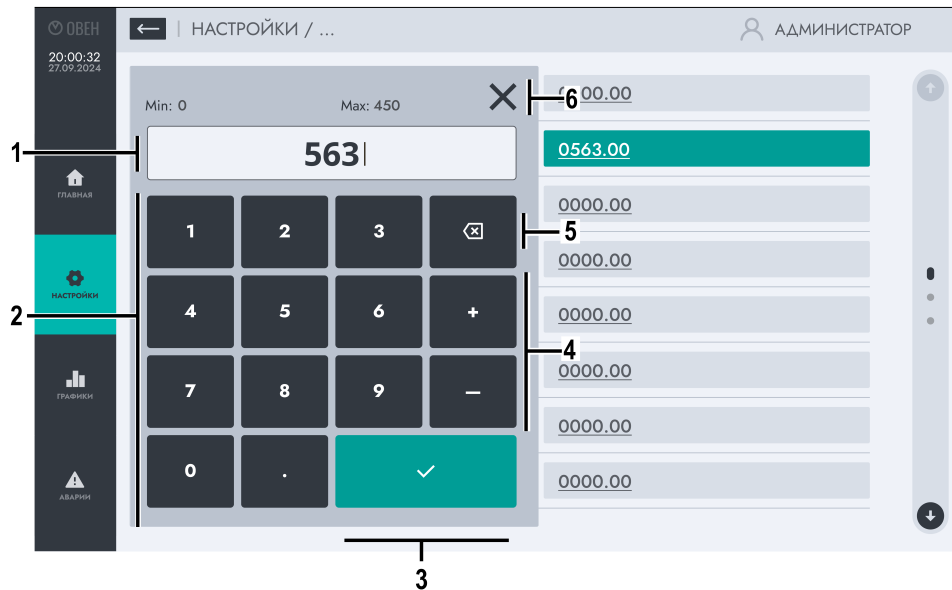 ОВЕН
20:00:32
27.09.2024
ГЛАВНАЯ
НАСТРОЙКИ
ГРАФИКИ
АВАРИИ
НАСТРОЙКИ / ...
АДМИНИСТРАТОР
Min: 0 Max: 450
563
1 2 3
4 5 6 +
7 8 9 –
0 .
00.00
0563.00
0000.00
0000.00
0000.00
0000.00
0000.00
0000.00
1
2
3
4
5
6